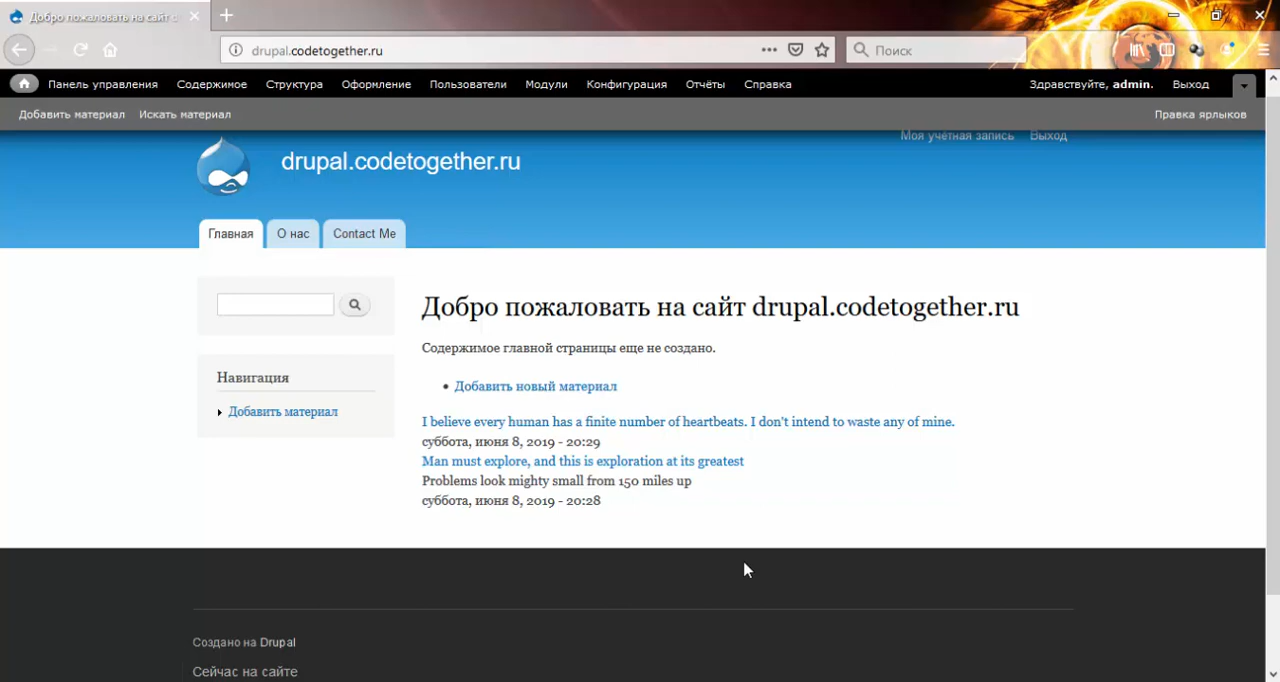 Добро пожаловать на сайт d
drupal.codetogether.ru
Поиск
Панель управления Содержимое Структура Оформление Пользователи Модули Конфигурация Отчёты Справка Здравствуйте, admin. Выход
Добавить материал Искать материал Правка ярлыков
Моя учётная запись Выход
drupal.codetogether.ru
Главная О нас Contact Me
Добро пожаловать на сайт drupal.codetogether.ru
Содержимое главной страницы еще не создано.
Навигация
Добавить новый материал
Добавить материал
I believe every human has a finite number of heartbeats. I don't intend to waste any of mine.
суббота, июня 8, 2019 - 20:29
Man must explore, and this is exploration at its greatest
Problems look mighty small from 150 miles up
суббота, июня 8, 2019 - 20:28
Создано на Drupal
Сейчас на сайте